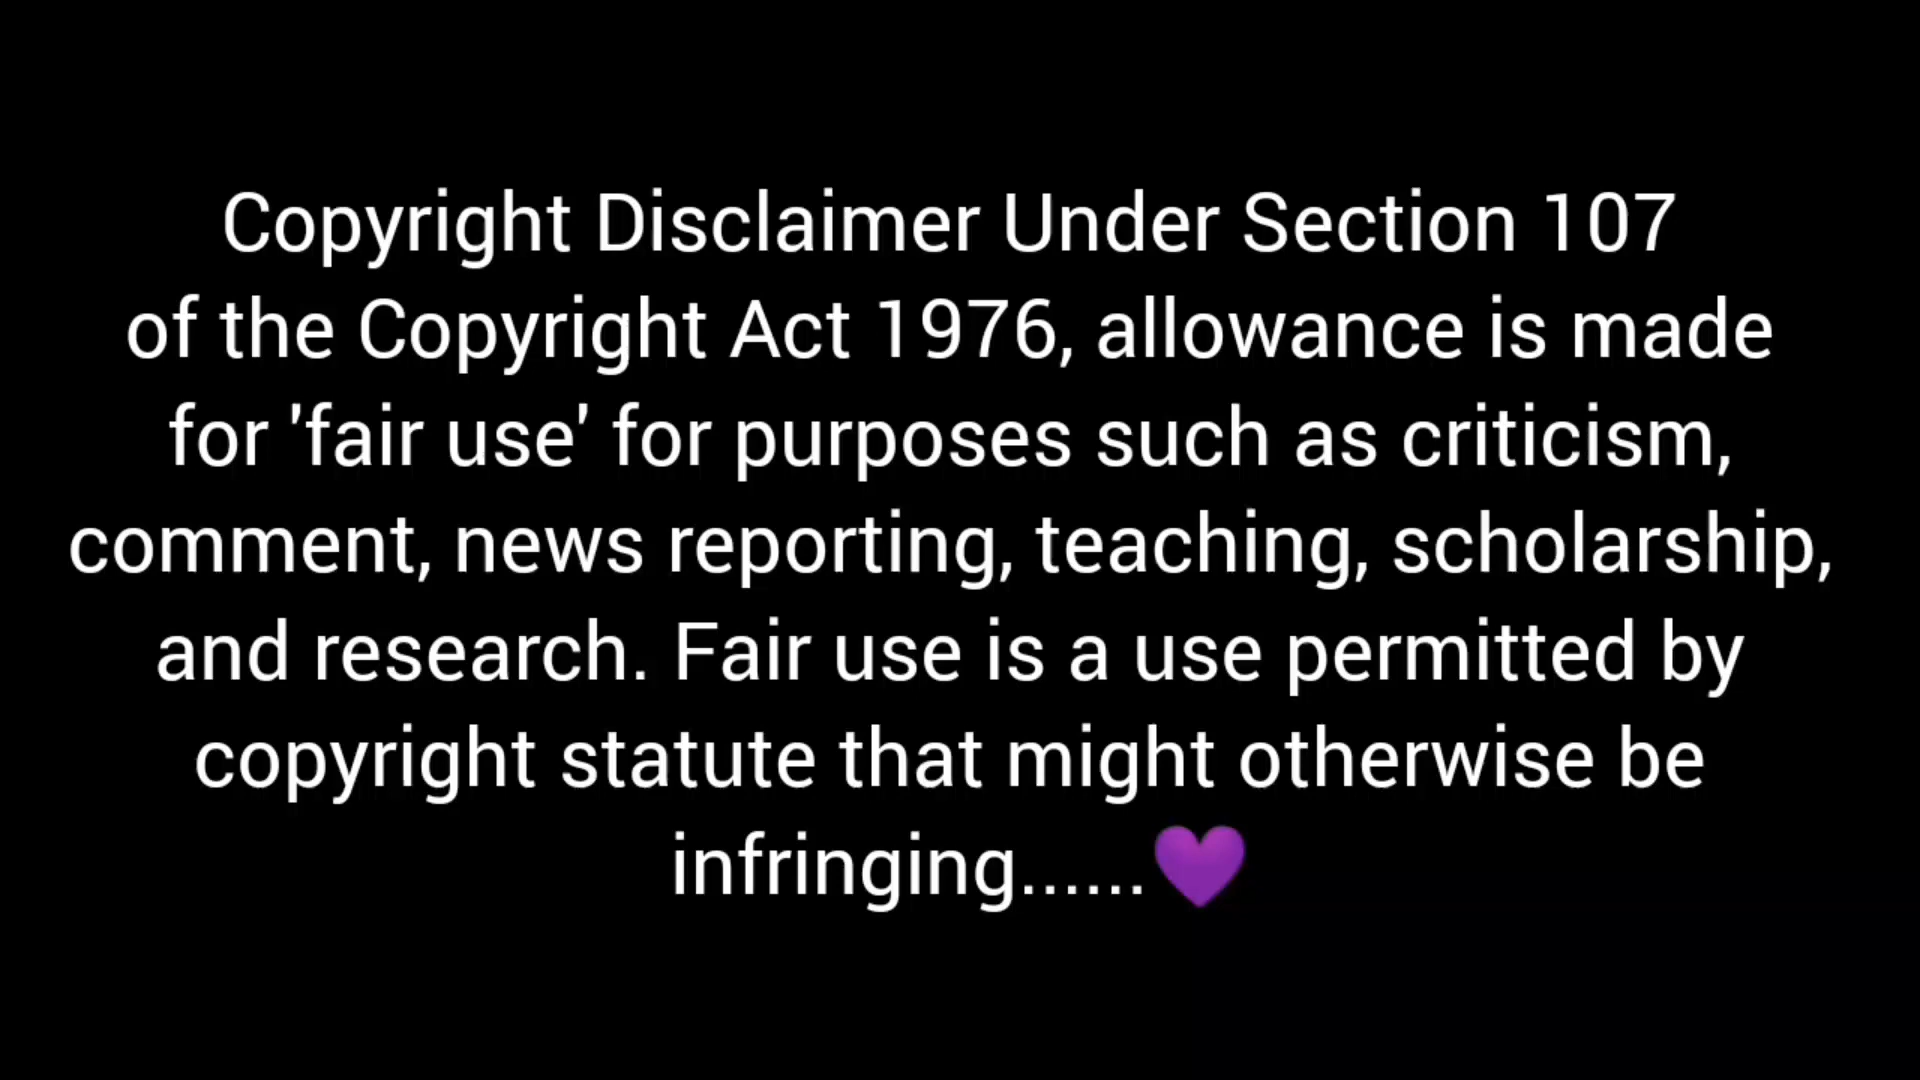 Copyright Disclaimer Under Section 107
of the Copyright Act 1976, allowance is made
for 'fair use' for purposes such as criticism,
comment, news reporting, teaching, scholarship,
and research. Fair use is a use permitted by
copyright statute that might otherwise be
infringing......💜